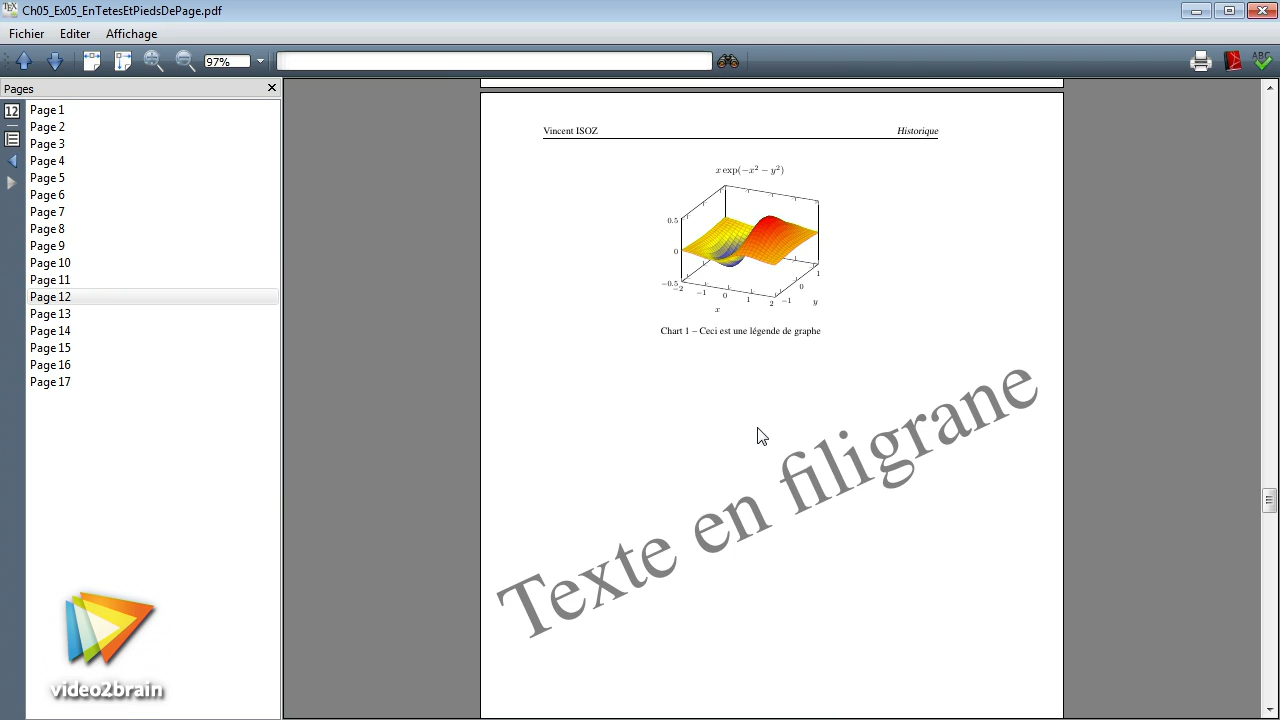 Ch05_Ex05_EnTetesEtPiedsDePage.pdf
Fichier Editer Affichage
97%
Pages
12
Page 1
Page 2
Page 3
Page 4
Page 5
Page 6
Page 7
Page 8
Page 9
Page 10
Page 11
Page 12
Page 13
Page 14
Page 15
Page 16
Page 17
ABC
Vincent ISOZ Historique
x exp(−x² − y²)
0.5
0
−0.5
−2 −1 0 1 2
x
−1 0 1
y
Chart 1 – Ceci est une légende de graphe
Texte en filigrane
video2brain